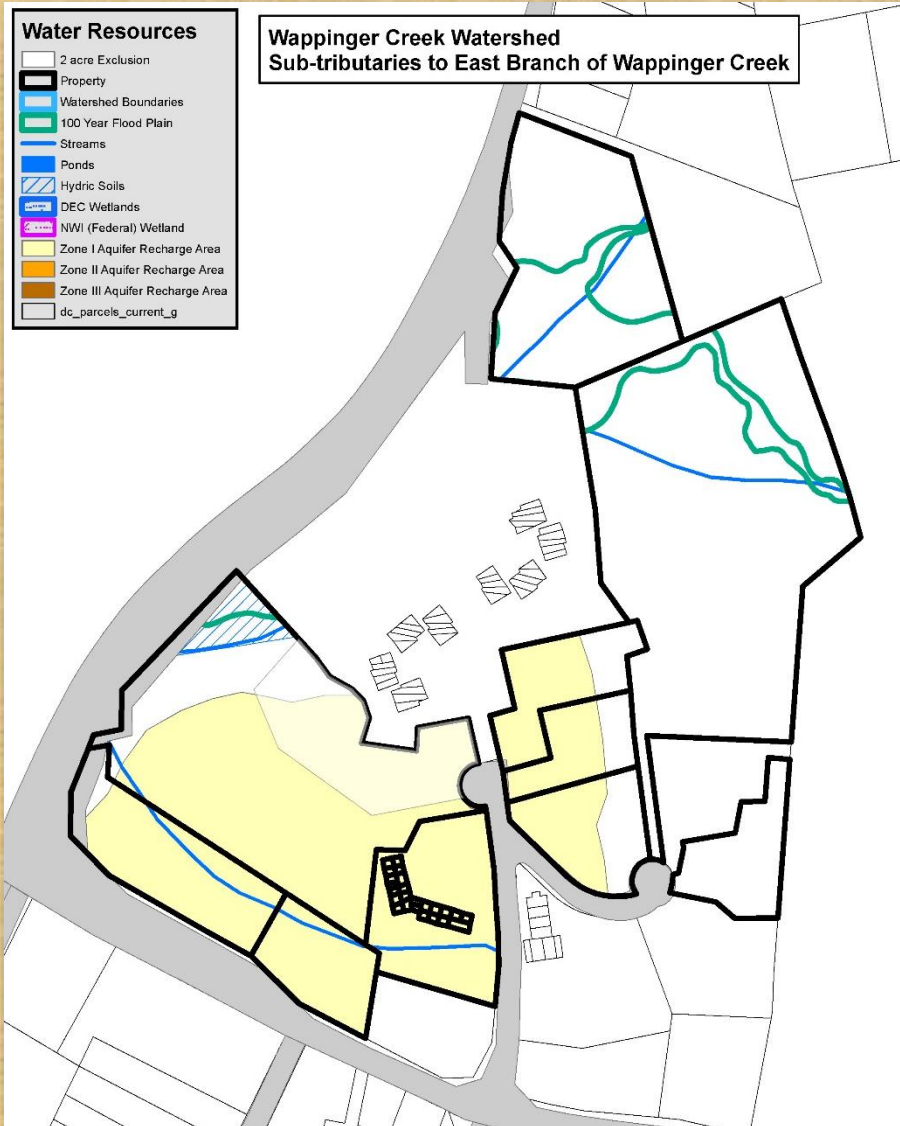 Water Resources
2 acre Exclusion
Property
Watershed Boundaries
100 Year Flood Plain
Streams
Ponds
Hydric Soils
DEC Wetlands
NWI (Federal) Wetland
Zone I Aquifer Recharge Area
Zone II Aquifer Recharge Area
Zone III Aquifer Recharge Area
dc_parcels_current_g
Wappinger Creek Watershed
Sub-tributaries to East Branch of Wappinger Creek